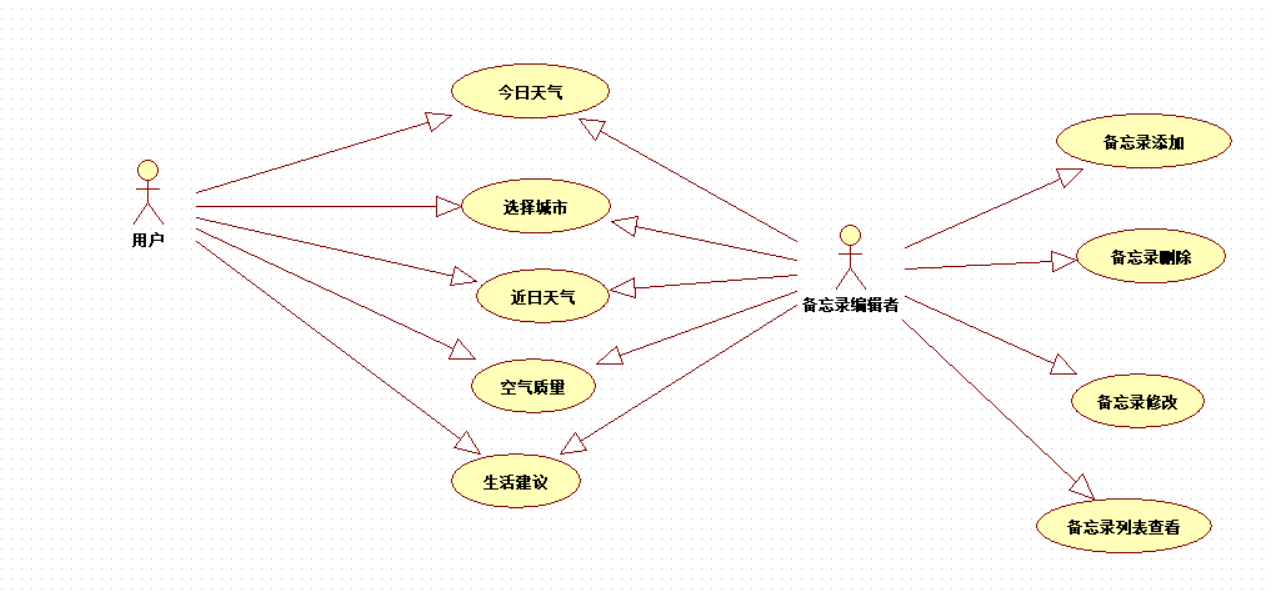 今日天气
备忘录添加
选择城市
用户
备忘录删除
近日天气
备忘录编辑者
空气质量
备忘录修改
生活建议
备忘录列表查看